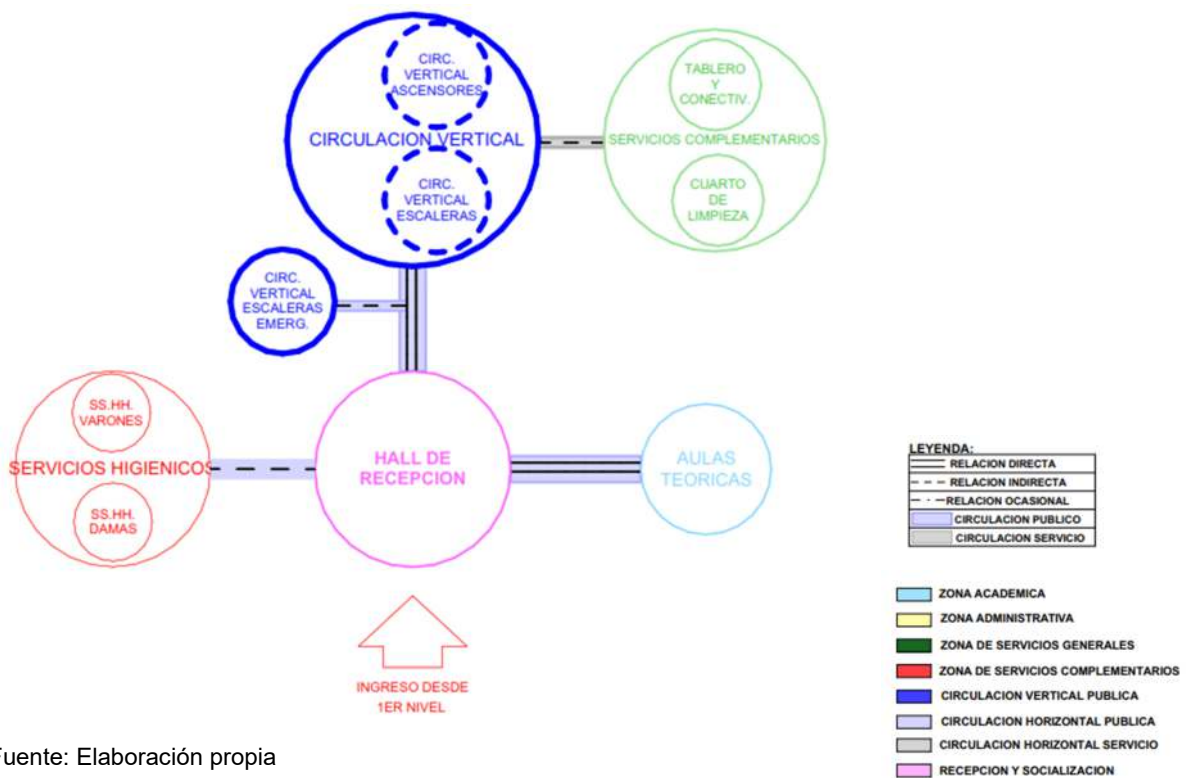 CIRC.
VERTICAL
ASCENSORES
CIRCULACION VERTICAL
CIRC.
VERTICAL
ESCALERAS
TABLERO
Y
CONECTIV.
SERVICIOS COMPLEMENTARIOS
CUARTO
DE
LIMPIEZA
CIRC.
VERTICAL
ESCALERAS
EMERG.
SS.HH.
VARONES
SERVICIOS HIGIENICOS
SS.HH.
DAMAS
HALL DE
RECEPCION
AULAS
TEORICAS
INGRESO DESDE
1ER NIVEL
LEYENDA:
RELACION DIRECTA
RELACION INDIRECTA
RELACION OCASIONAL
CIRCULACION PUBLICO
CIRCULACION SERVICIO
ZONA ACADEMICA
ZONA ADMINISTRATIVA
ZONA DE SERVICIOS GENERALES
ZONA DE SERVICIOS COMPLEMENTARIOS
CIRCULACION VERTICAL PUBLICA
CIRCULACION HORIZONTAL PUBLICA
CIRCULACION HORIZONTAL SERVICIO
RECEPCION Y SOCIALIZACION
Fuente: Elaboración propia